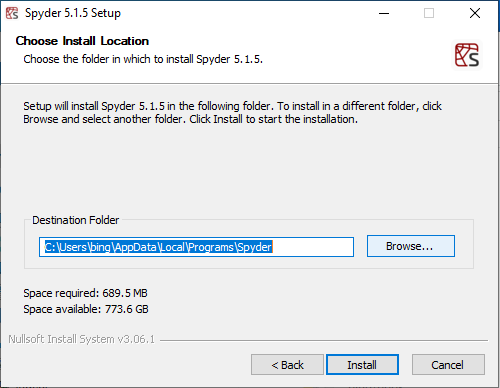 Spyder 5.1.5 Setup
Choose Install Location
Choose the folder in which to install Spyder 5.1.5.
S
Setup will install Spyder 5.1.5 in the following folder. To install in a different folder, click
Browse and select another folder. Click Install to start the installation.
Destination Folder
C:\Users\bing\AppData\Local\Programs\Spyder
Browse...
Space required: 689.5 MB
Space available: 773.6 GB
Nullsoft Install System v3.06.1
< Back
Install
Cancel